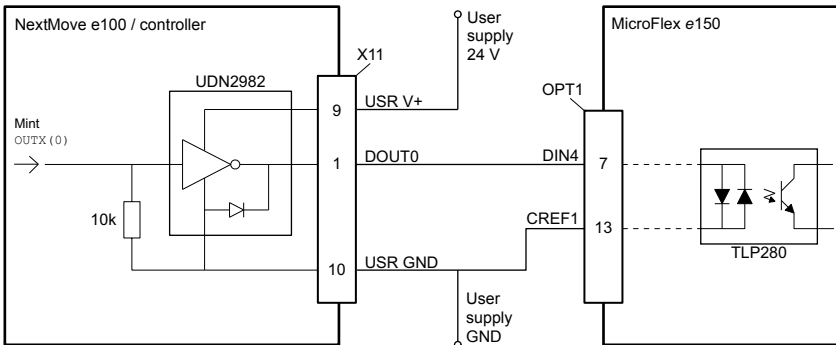 NextMove e100 / controller
User
supply
24 V
MicroFlex e150
X11
UDN2982
OPT1
9
USR V+
Mint
OUTX(0)
1
DOUT0
DIN4
7
10k
CREF1
13
TLP280
10
USR GND
User
supply
GND